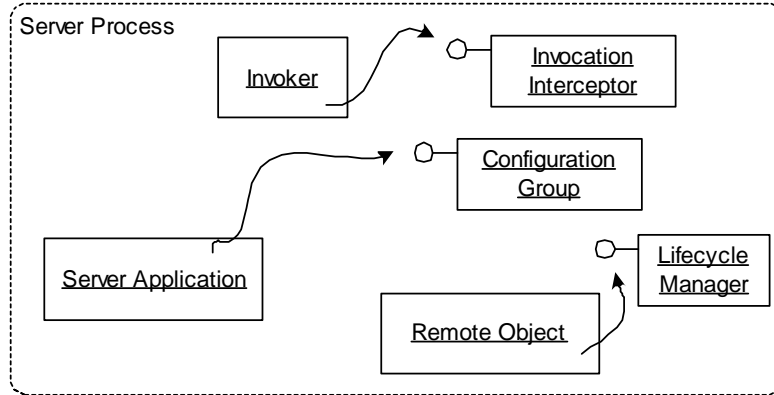 Server Process
Invoker
Invocation
Interceptor
Configuration
Group
Server Application
Lifecycle
Manager
Remote Object